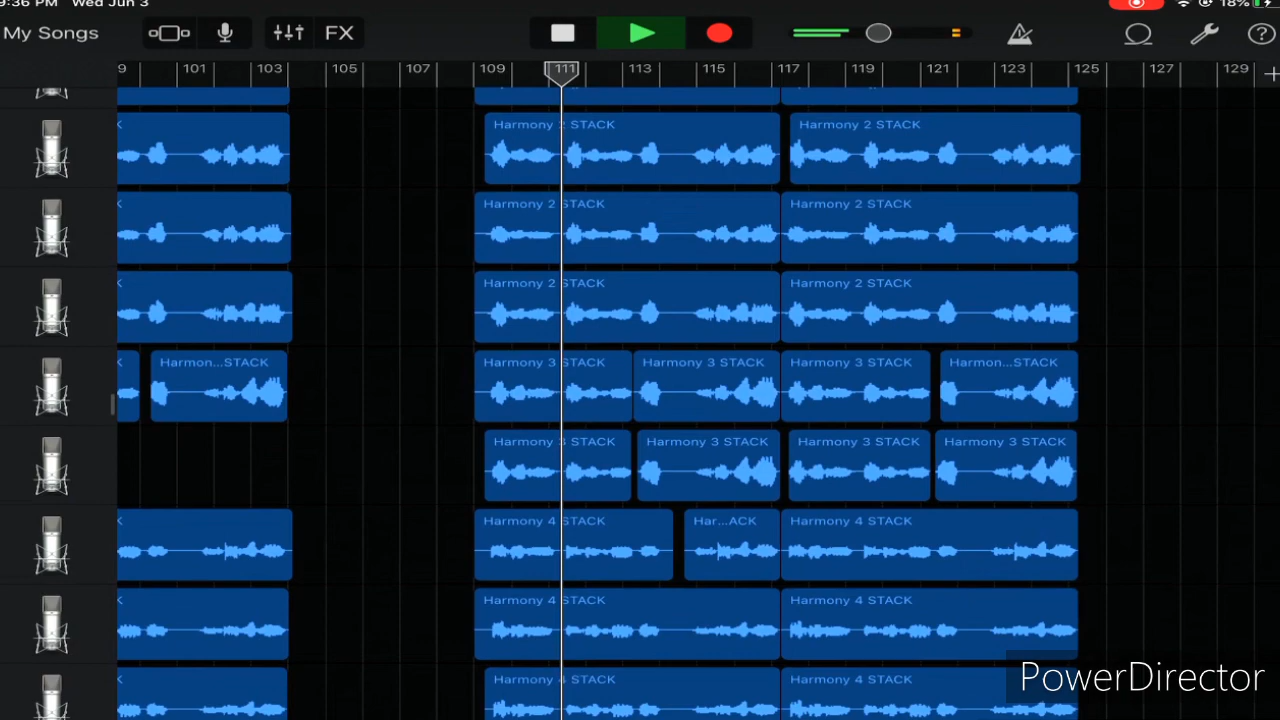 9:36 PM Wed Jun 3 18%
My Songs FX ?
9 101 103 105 107 109 111 113 115 117 119 121 123 125 127 129 +
Harmony 2 STACK Harmony 2 STACK
Harmony 2 STACK Harmony 2 STACK
Harmony 2 STACK Harmony 2 STACK
Harmon...STACK Harmony 3 STACK Harmony 3 STACK Harmony 3 STACK Harmon...STACK
Harmony 3 STACK Harmony 3 STACK Harmony 3 STACK Harmony 3 STACK
Harmony 4 STACK Har...ACK Harmony 4 STACK
Harmony 4 STACK Harmony 4 STACK
Harmony 4 STACK Harmony 4 STACK
PowerDirector